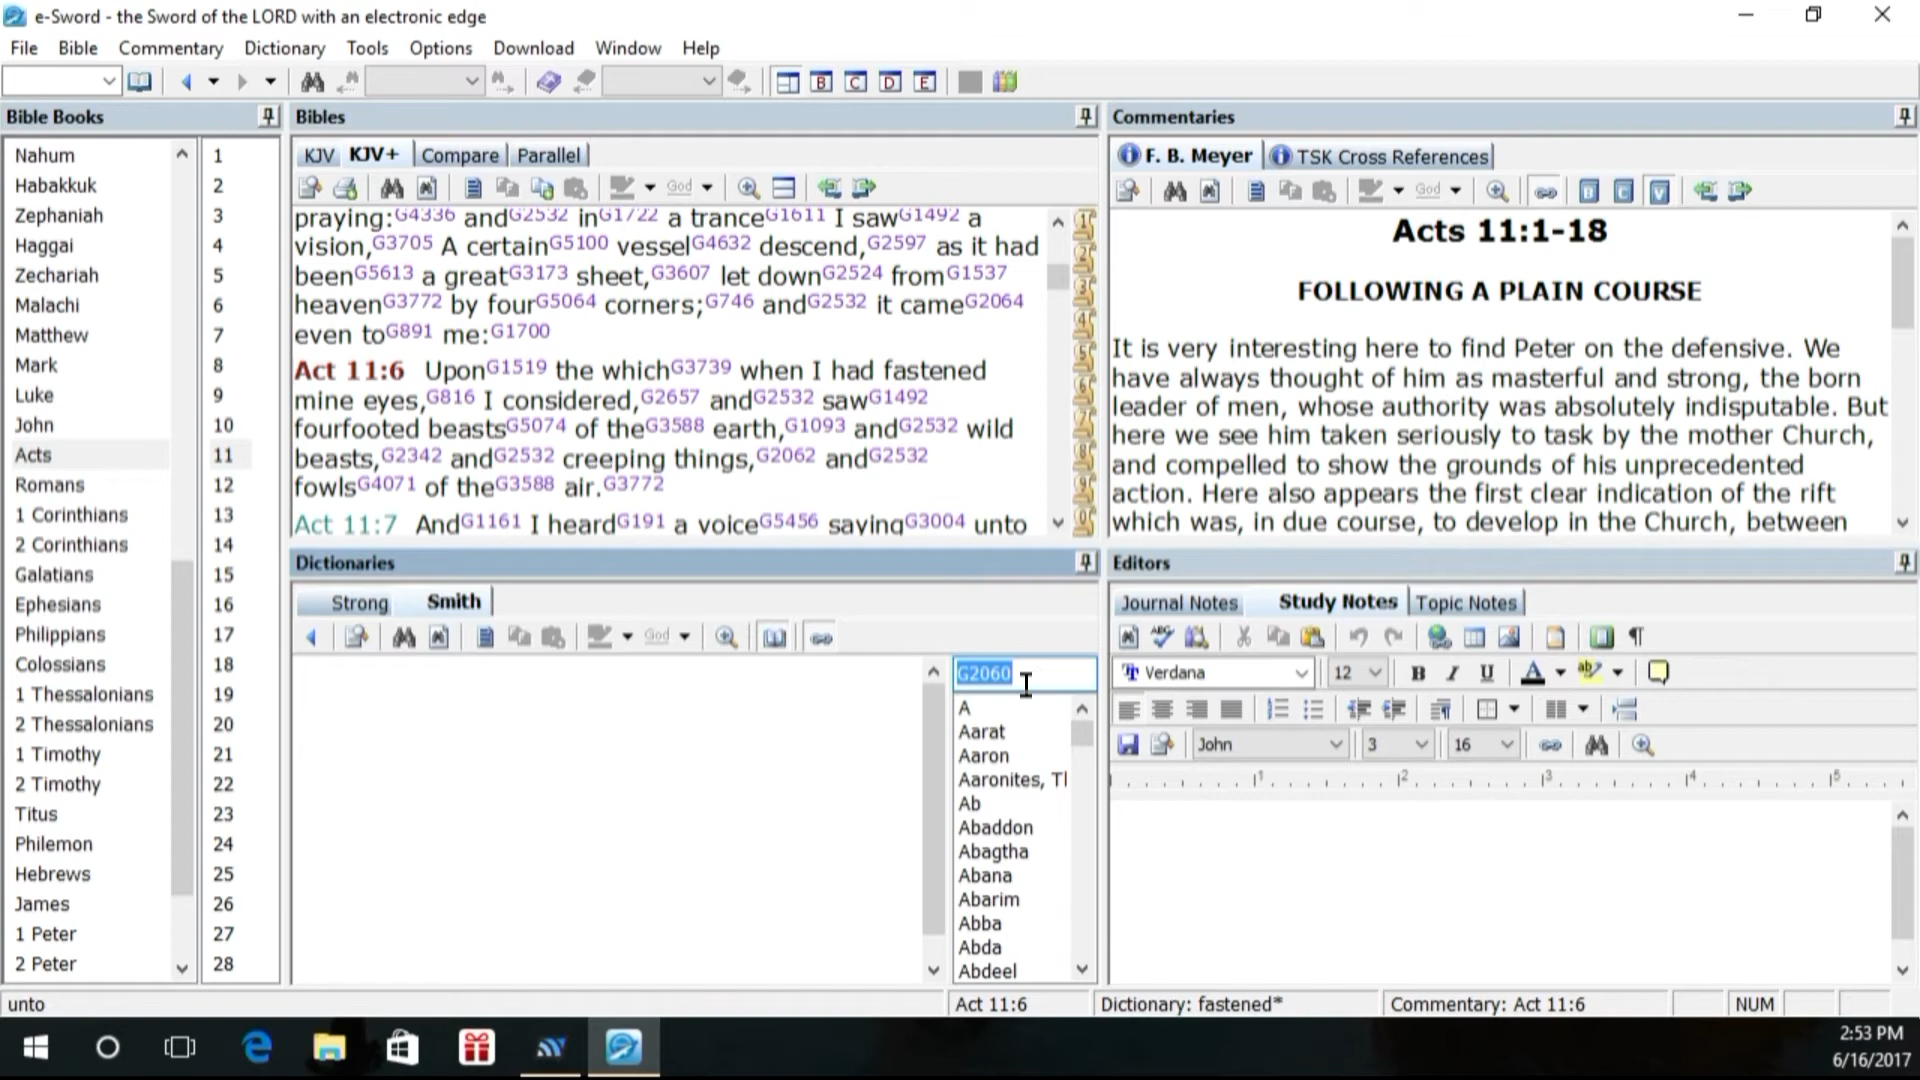 e-Sword - the Sword of the LORD with an electronic edge
File Bible Commentary Dictionary Tools Options Download Window Help
B C D E
Bible Books
Nahum
Habakkuk
Zephaniah
Haggai
Zechariah
Malachi
Matthew
Mark
Luke
John
Acts
Romans
1 Corinthians
2 Corinthians
Galatians
Ephesians
Philippians
Colossians
1 Thessalonians
2 Thessalonians
1 Timothy
2 Timothy
Titus
Philemon
Hebrews
James
1 Peter
2 Peter
1
2
3
4
5
6
7
8
9
10
11
12
13
14
15
16
17
18
19
20
21
22
23
24
25
26
27
28
Bibles
KJV KJV+ Compare Parallel
God
praying:G4336 andG2532 inG1722 a tranceG1611 I sawG1492 a
vision,G3705 A certainG5100 vesselG4632 descend,G2597 as it had
beenG5613 a greatG3173 sheet,G3607 let downG2524 fromG1537
heavenG3772 by fourG5064 corners;G746 andG2532 it cameG2064
even toG891 me:G1700
Act 11:6 UponG1519 the whichG3739 when I had fastened
mine eyes,G816 I considered,G2657 andG2532 sawG1492
fourfooted beastsG5074 of theG3588 earth,G1093 andG2532 wild
beasts,G2342 andG2532 creeping things,G2062 andG2532
fowlsG4071 of theG3588 air.G3772
Act 11:7 AndG1161 I heardG191 a voiceG5456 sayingG3004 unto
Commentaries
F. B. Meyer TSK Cross References
God B C V
Acts 11:1-18
FOLLOWING A PLAIN COURSE
It is very interesting here to find Peter on the defensive. We
have always thought of him as masterful and strong, the born
leader of men, whose authority was absolutely indisputable. But
here we see him taken seriously to task by the mother Church,
and compelled to show the grounds of his unprecedented
action. Here also appears the first clear indication of the rift
which was, in due course, to develop in the Church, between
Dictionaries
Strong Smith
God
G2060
A
Aarat
Aaron
Aaronites, Tl
Ab
Abaddon
Abagtha
Abana
Abarim
Abba
Abda
Abdeel
Editors
Journal Notes Study Notes Topic Notes
Verdana 12 B I U A ab
John 3 16
1 2 3 4 5
unto Act 11:6 Dictionary: fastened* Commentary: Act 11:6 NUM
2:53 PM
6/16/2017